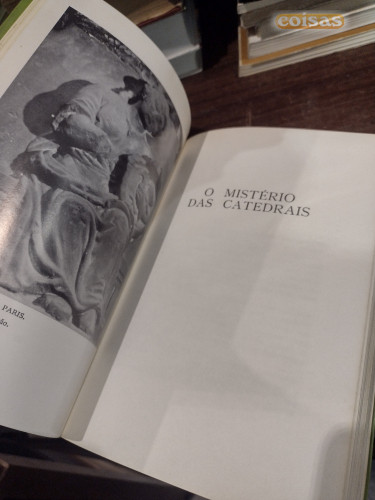 coisas
PARIS.
O MISTÉRIO
DAS CATEDRAIS